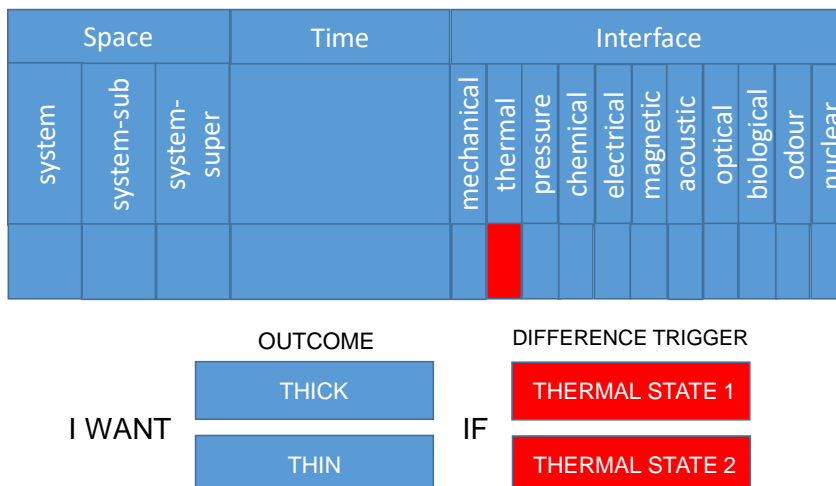 Space Time Interface
system
system-sub
system-
super
mechanical
thermal
pressure
chemical
electrical
magnetic
acoustic
optical
biological
odour
nuclear
OUTCOME DIFFERENCE TRIGGER
THICK THERMAL STATE 1
I WANT IF
THIN THERMAL STATE 2